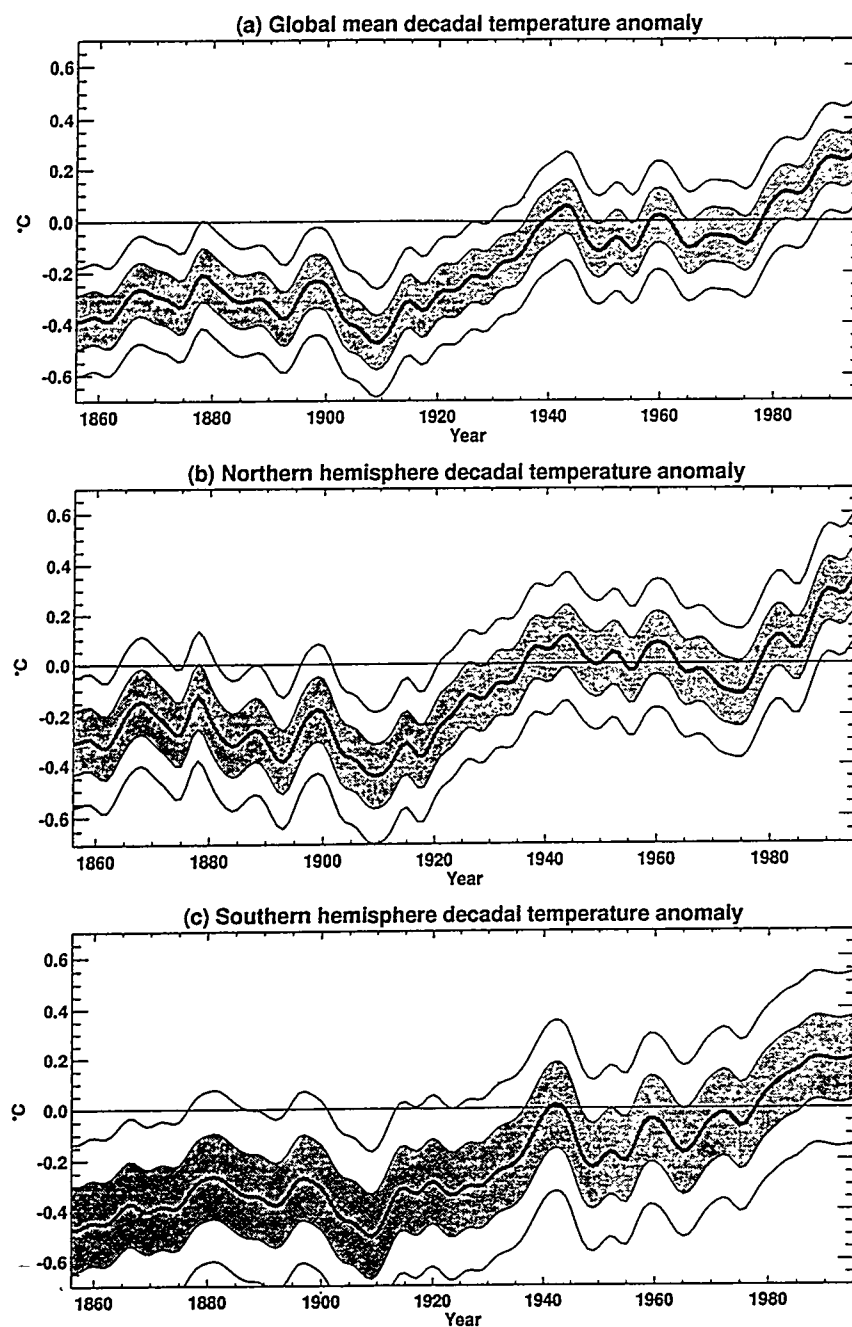 (a) Global mean decadal temperature anomaly
0.6
0.4
0.2
0.0
-0.2
-0.4
-0.6
°C
1860 1880 1900 1920 1940 1960 1980
Year
(b) Northern hemisphere decadal temperature anomaly
0.6
0.4
0.2
0.0
-0.2
-0.4
-0.6
°C
1860 1880 1900 1920 1940 1960 1980
Year
(c) Southern hemisphere decadal temperature anomaly
0.6
0.4
0.2
0.0
-0.2
-0.4
-0.6
°C
1860 1880 1900 1920 1940 1960 1980
Year